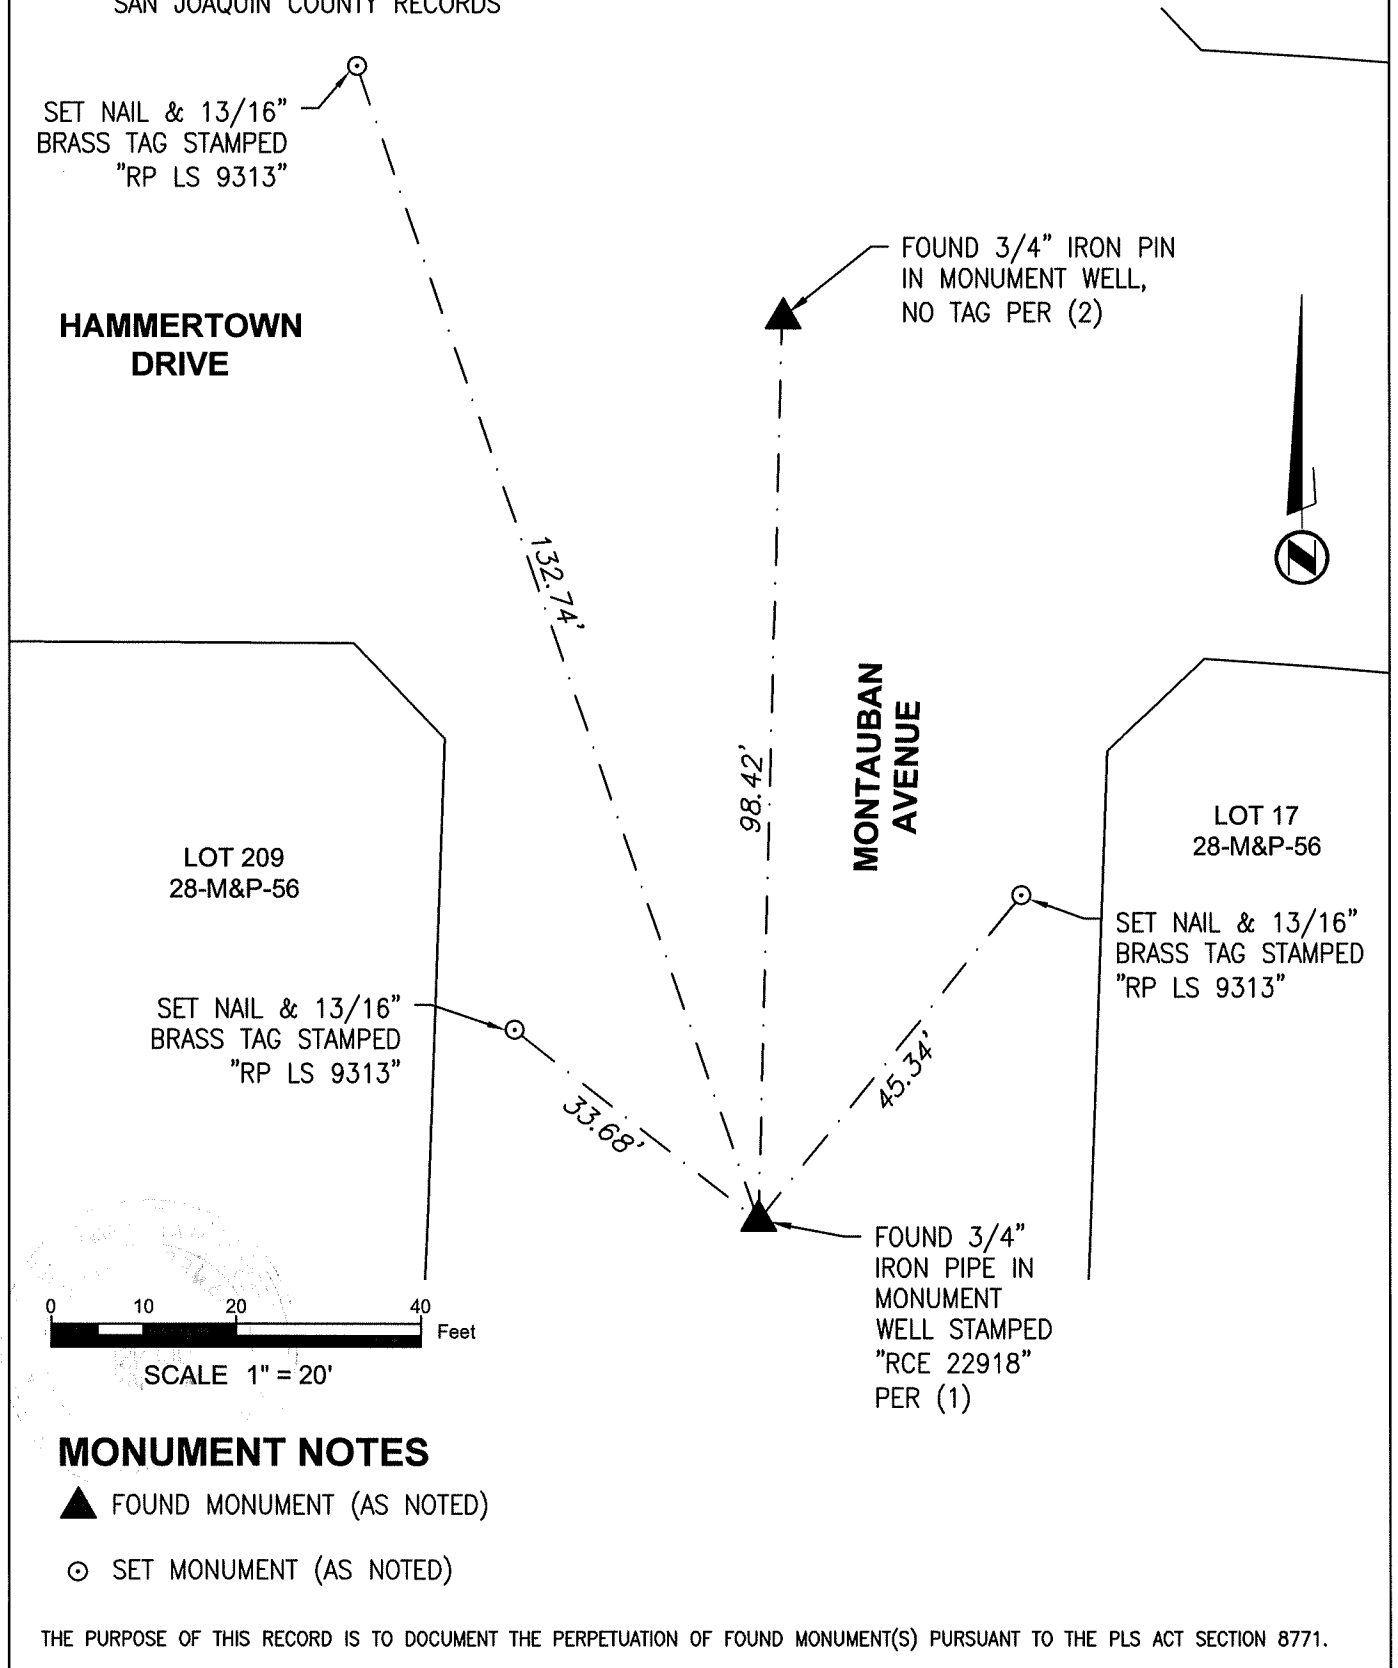 SAN JOAQUIN COUNTY RECORDS
SET NAIL & 13/16"
BRASS TAG STAMPED
"RP LS 9313"
FOUND 3/4" IRON PIN
IN MONUMENT WELL,
NO TAG PER (2)
HAMMERTOWN
DRIVE
Z
132.74'
98.42'
MONTAUBAN
AVENUE
LOT 17
28-M&P-56
LOT 209
28-M&P-56
SET NAIL & 13/16"
BRASS TAG STAMPED
"RP LS 9313"
SET NAIL & 13/16"
BRASS TAG STAMPED
"RP LS 9313"
45.34'
33.68'
FOUND 3/4"
IRON PIPE IN
MONUMENT
WELL STAMPED
"RCE 22918"
PER (1)
0 10 20 40
Feet
SCALE 1" = 20'
MONUMENT NOTES
FOUND MONUMENT (AS NOTED)
SET MONUMENT (AS NOTED)
THE PURPOSE OF THIS RECORD IS TO DOCUMENT THE PERPETUATION OF FOUND MONUMENT(S) PURSUANT TO THE PLS ACT SECTION 8771.